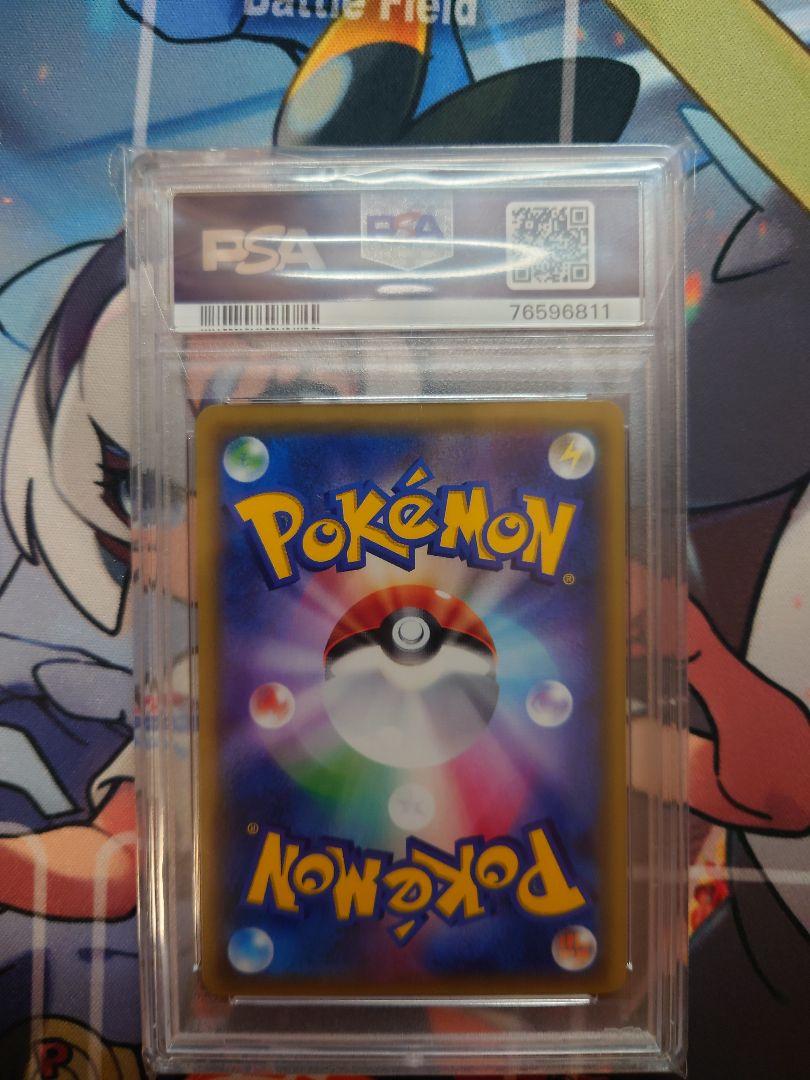 Battle Field
PSA
PSA
76596811
POKéMON
®
®
POKéMON
P